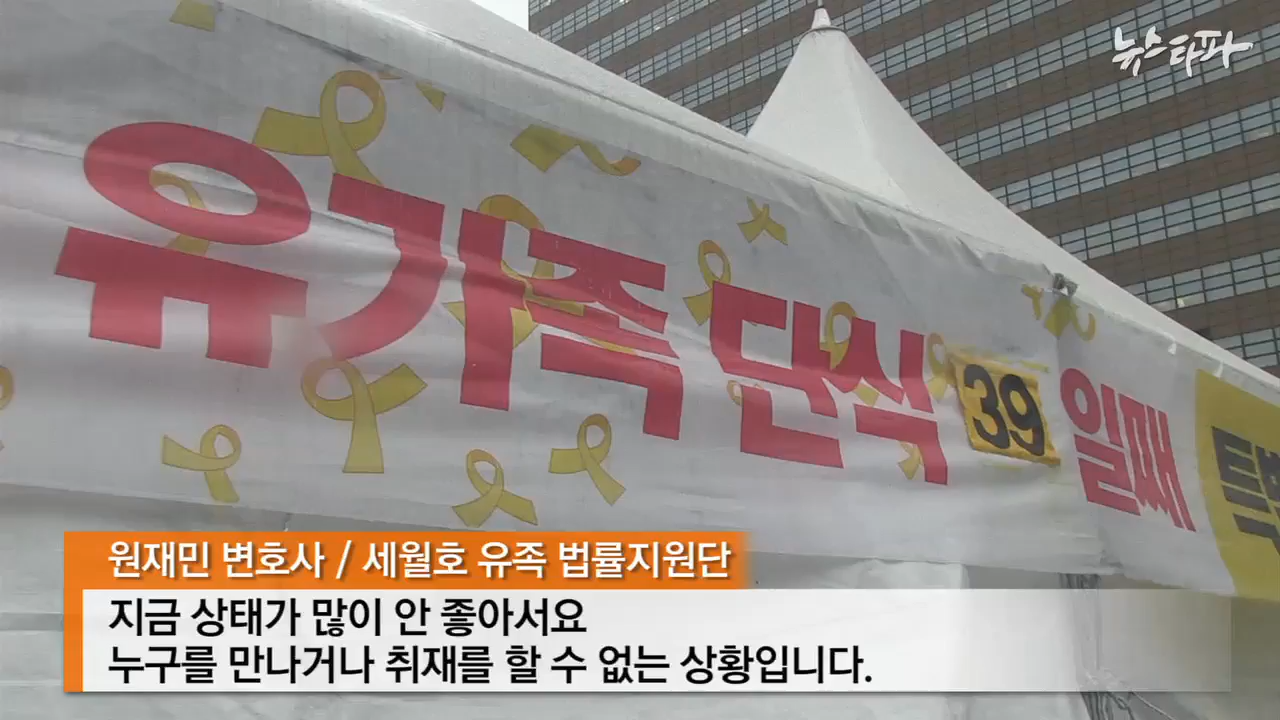 뉴스타파
유가족 단식 39 일째
원재민 변호사 / 세월호 유족 법률지원단
지금 상태가 많이 안 좋아서요
누구를 만나거나 취재를 할 수 없는 상황입니다.